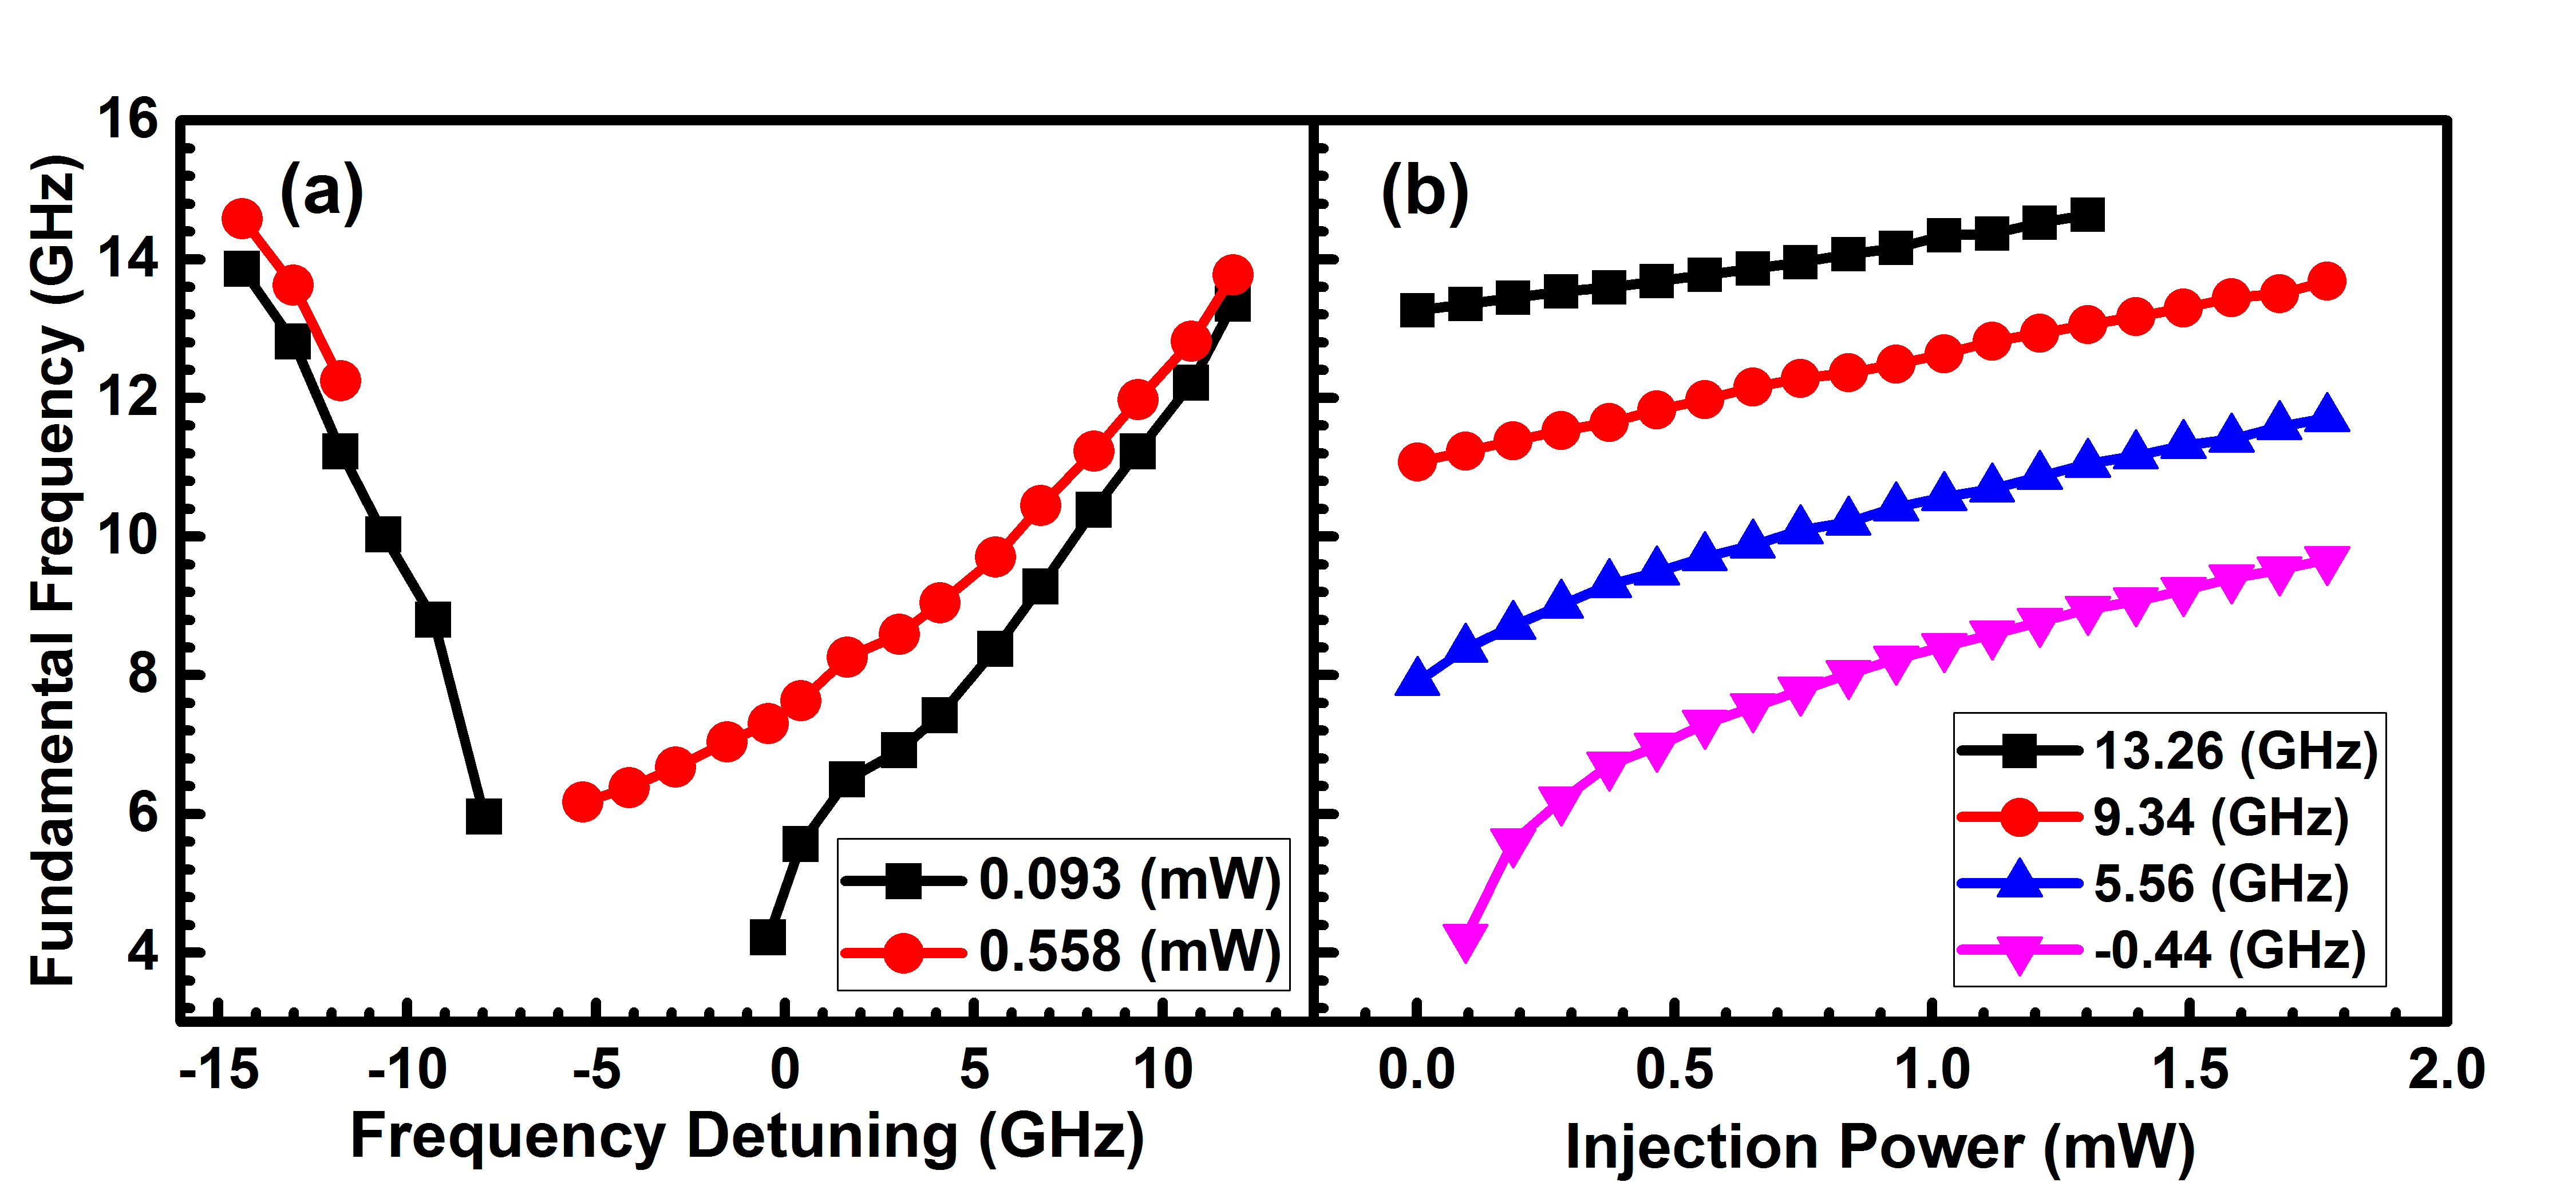 Fundamental Frequency (GHz)
16
14
12
10
8
6
4
(a)
0.093 (mW)
0.558 (mW)
-15 -10 -5 0 5 10
Frequency Detuning (GHz)
(b)
13.26 (GHz)
9.34 (GHz)
5.56 (GHz)
-0.44 (GHz)
0.0 0.5 1.0 1.5 2.0
Injection Power (mW)